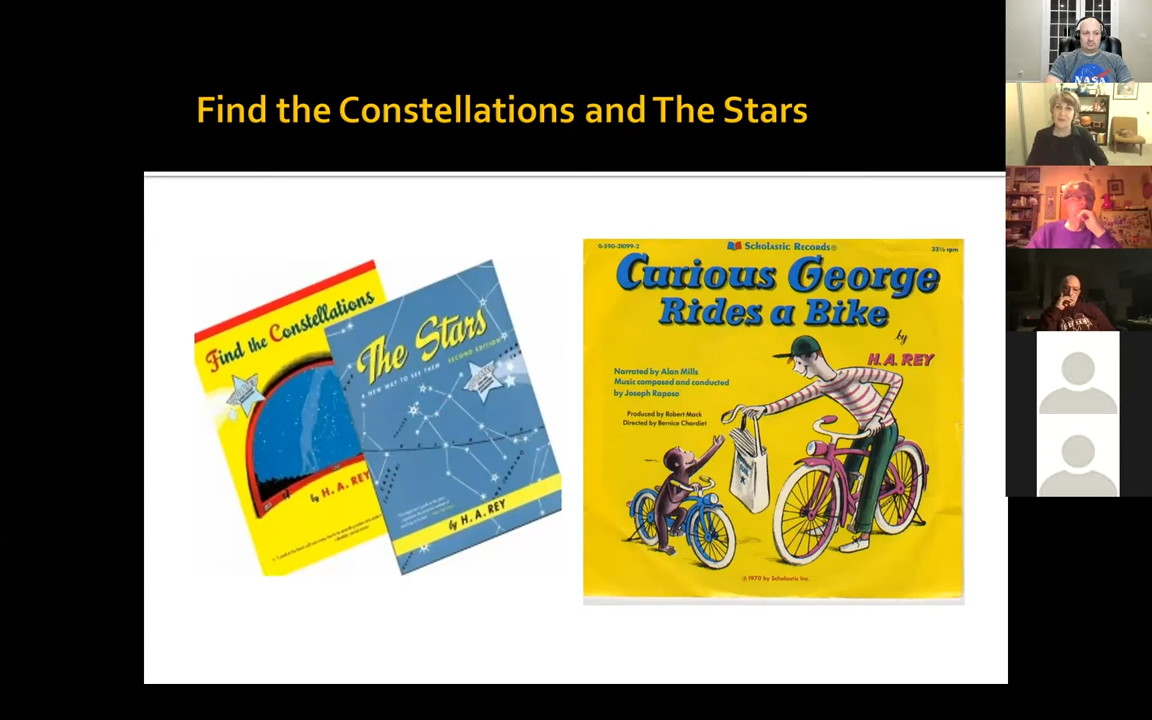 Find the Constellations and The Stars
NASA
Find the Constellations
by H. A. REY
The Stars
A NEW WAY TO SEE THEM
SECOND EDITION
by H. A. REY
0-590-31099-2
Scholastic Records®
33⅓ rpm
Curious George
Rides a Bike
by
H. A. REY
Narrated by Alan Mills
Music composed and conducted
by Joseph Raposo
Produced by Robert Mack
Directed by Bernice Chardiet
℗ 1970 by Scholastic Inc.